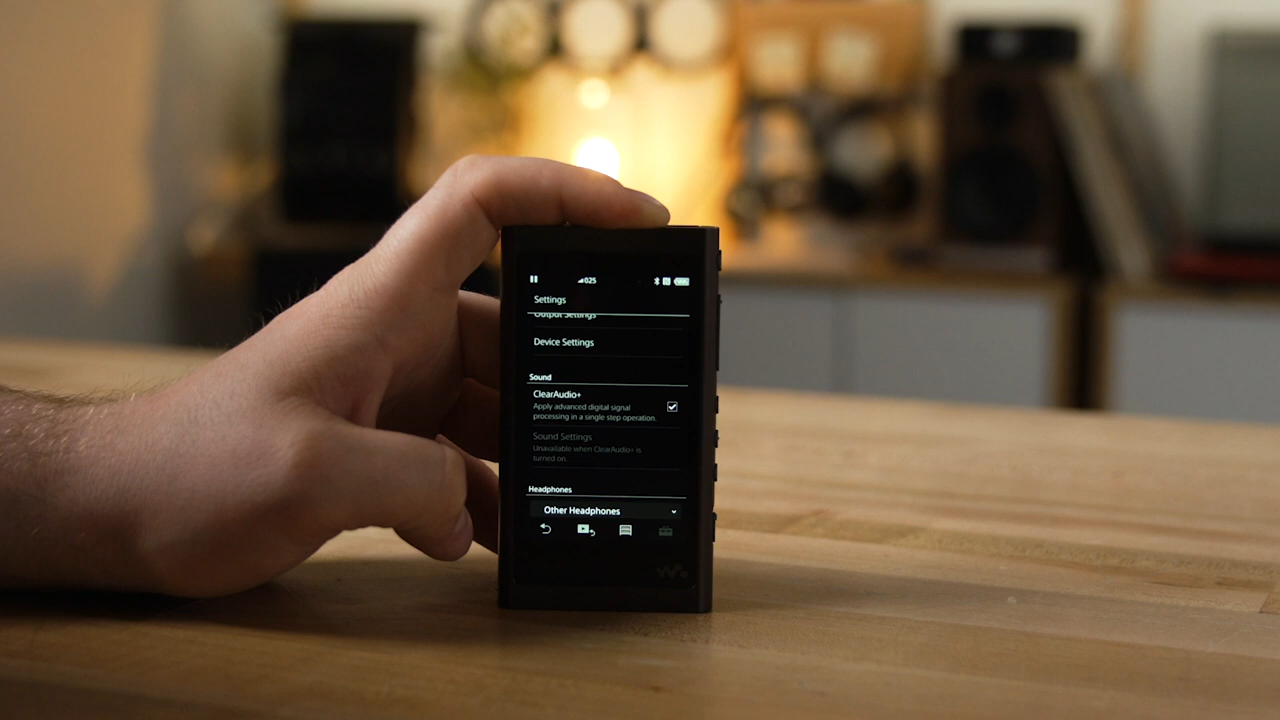 025
Settings
Output Settings
Device Settings
Sound
ClearAudio+
Apply advanced digital signal
processing in a single step operation.
Sound Settings
Unavailable when ClearAudio+ is
turned on.
Headphones
Other Headphones
W.